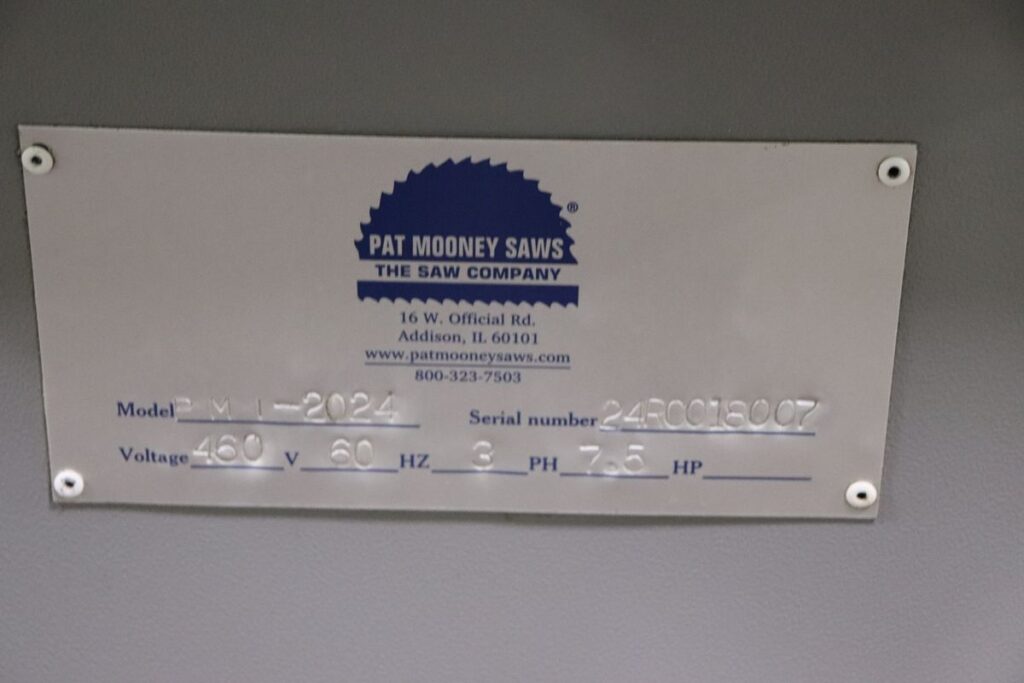 PAT MOONEY SAWS ®
THE SAW COMPANY
16 W. Official Rd.
Addison, IL 60101
www.patmooneysaws.com
800-323-7503
Model PMI-2024 Serial number 24R0018007
Voltage 460 V 60 HZ 3 PH 7.5 HP